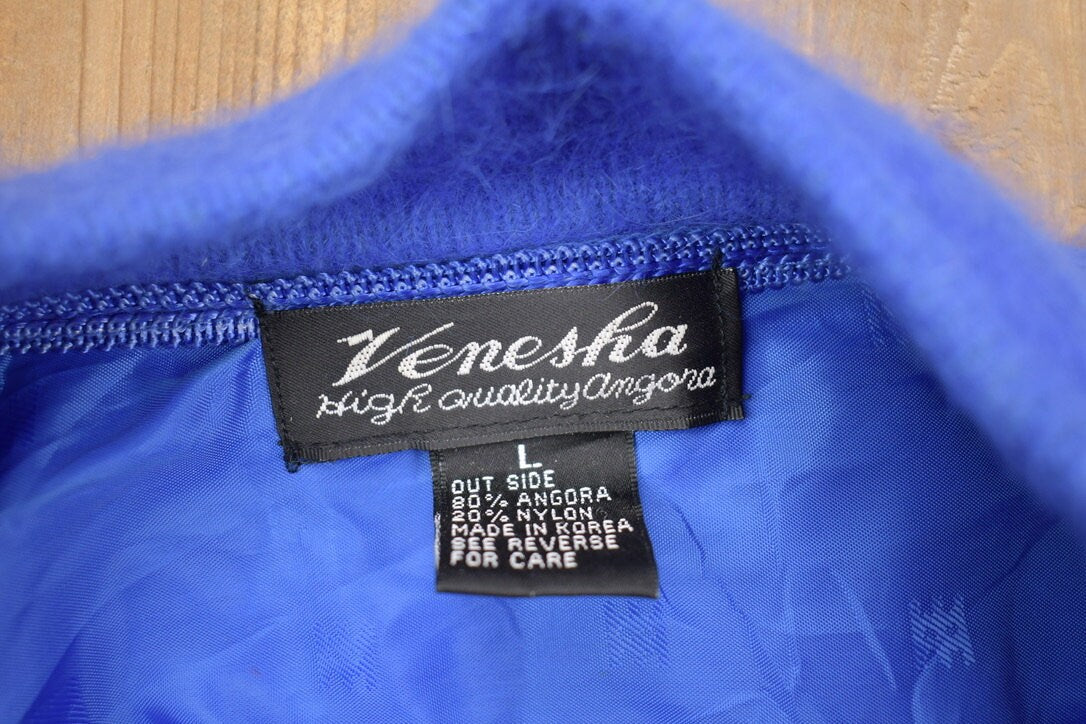 Venesha
High Quality Angora
L
OUT SIDE
80% ANGORA
20% NYLON
MADE IN KOREA
SEE REVERSE
FOR CARE